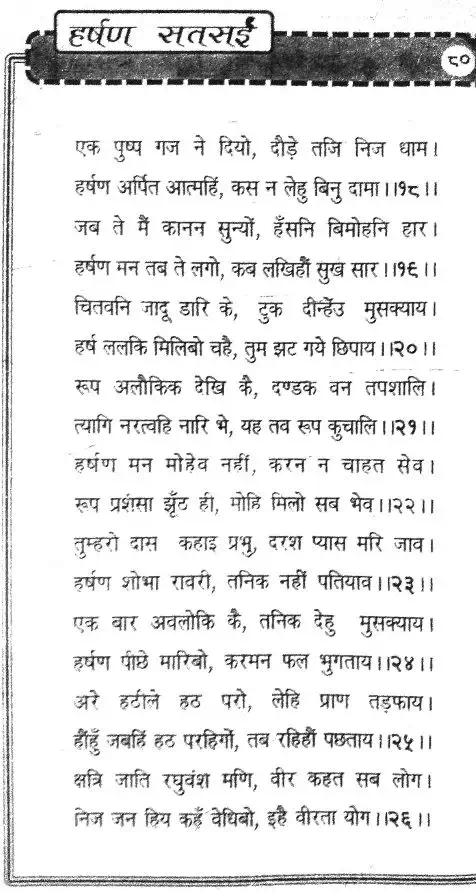 हर्षण सतसई
८०
एक पुष्प गज ने दियो, दौड़े तजि निज धाम।
हर्षण अर्पित आत्महिं, कस न लेहु बिनु दाम।।१८।।
जब ते मैं कानन सुन्यों, हँसनि बिमोहनि हार।
हर्षण मन तब ते लगो, कब लखिहौं सुख सार।।१९।।
चितवनि जादू डारि के, टुक दीन्हेंउ मुसक्याय।
हर्ष ललकि मिलिबो चहै, तुम झट गये छिपाय।।२०।।
रूप अलौकिक देखि कै, दण्डक वन तपशालि।
त्यागि नरत्वहि नारि भे, यह तव रूप कुचालि।।२१।।
हर्षण मन मोहेव नहीं, करन न चाहत सेव।
रूप प्रशंसा झूँठ ही, मोहि मिलो सब भेव।।२२।।
तुम्हरो दास कहाइ प्रभु, दरश प्यास मरि जाव।
हर्षण शोभा रावरी, तनिक नहीं पतियाव।।२३।।
एक बार अवलोकि कै, तनिक देहु मुसक्याय।
हर्षण पीछे मारिबो, करमन फल भुगताय।।२४।।
अरे हठीले हठ परो, लेहि प्राण तड़फाय।
हौंहुँ जबहिं हठ परहिगों, तब रहिहौं पछताय।।२५।।
क्षत्रि जाति रघुवंश मणि, वीर कहत सब लोग।
निज जन हिय कहँ वेधिबो, इहै वीरता योग।।२६।।